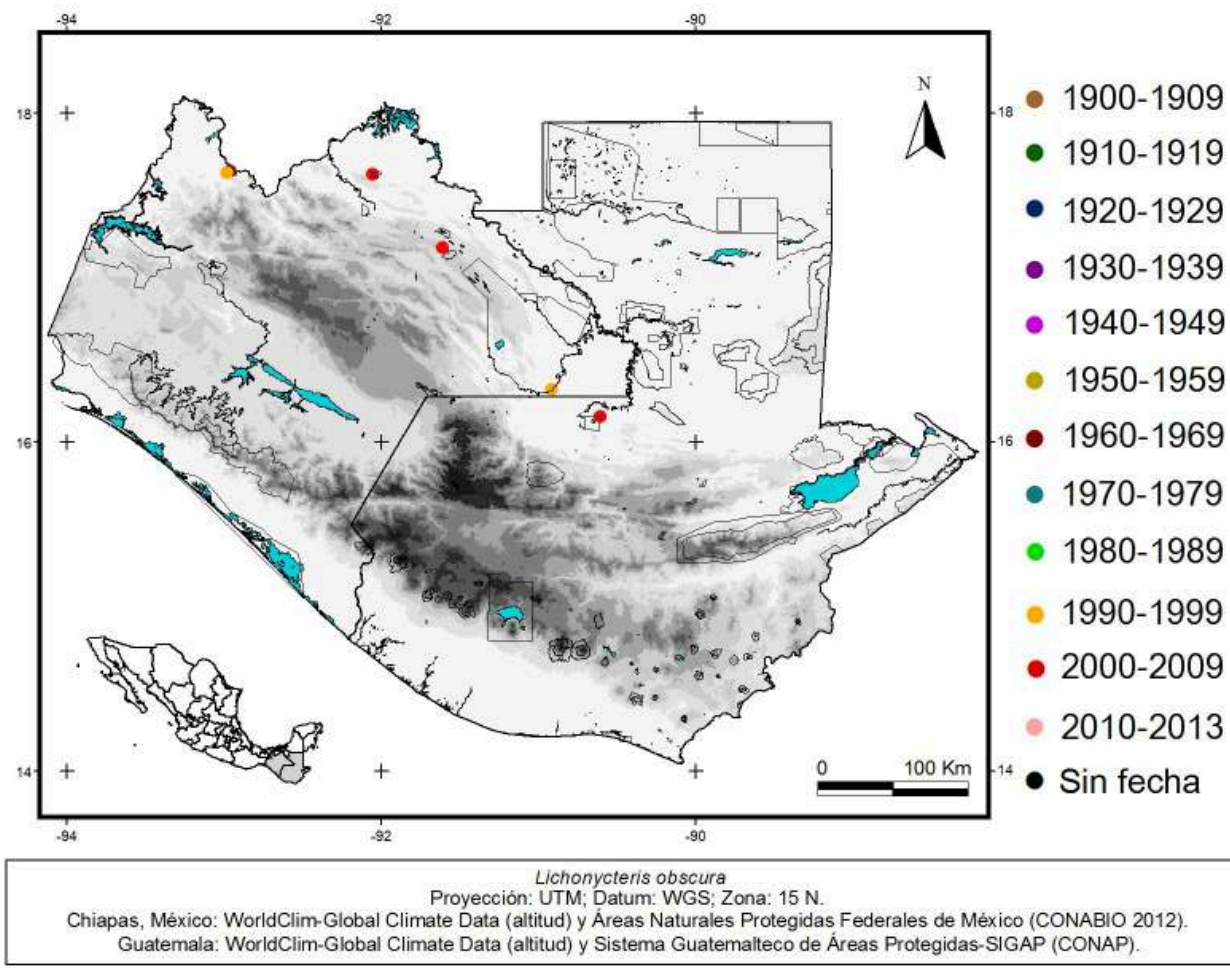 -94 -92 -90
18 18
N
16 16
14 14
0 100 Km
-94 -92 -90
1900-1909
1910-1919
1920-1929
1930-1939
1940-1949
1950-1959
1960-1969
1970-1979
1980-1989
1990-1999
2000-2009
2010-2013
Sin fecha
Lichonycteris obscura
Proyección: UTM; Datum: WGS; Zona: 15 N.
Chiapas, México: WorldClim-Global Climate Data (altitud) y Áreas Naturales Protegidas Federales de México (CONABIO 2012).
Guatemala: WorldClim-Global Climate Data (altitud) y Sistema Guatemalteco de Áreas Protegidas-SIGAP (CONAP).